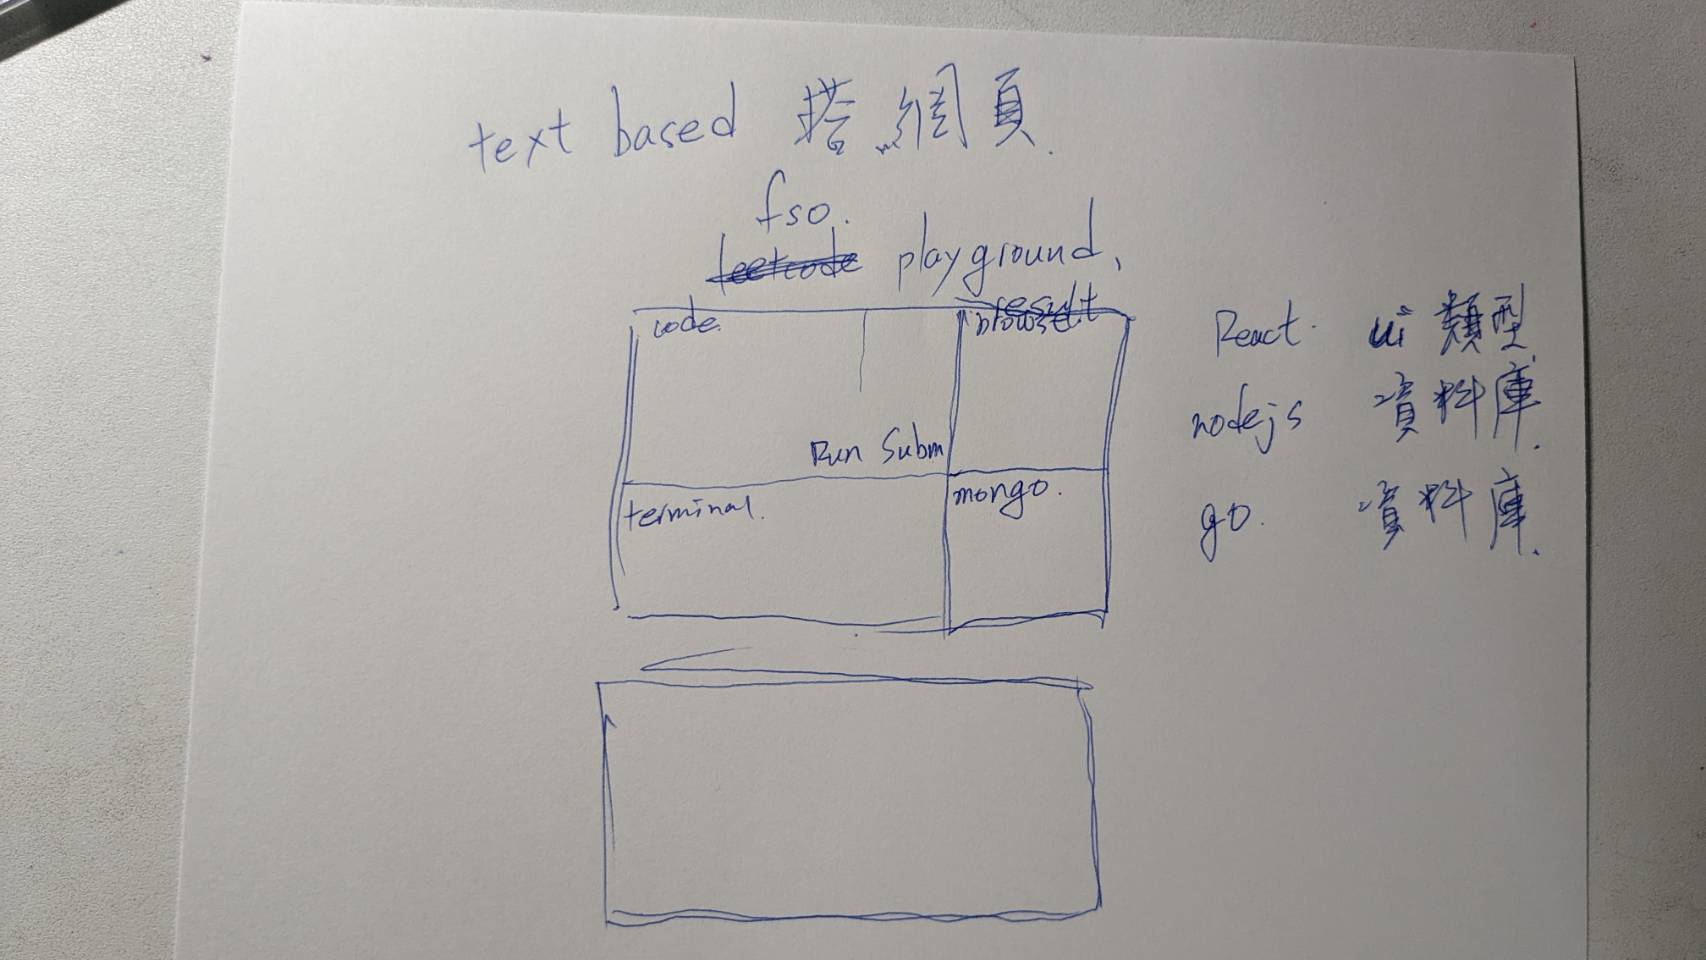 text based 搭網頁.
fso.
leetcode playground.
code.
result
browser
Run Subm
terminal.
mongo.
React. ui 類型
nodejs 資料庫.
go. 資料庫.